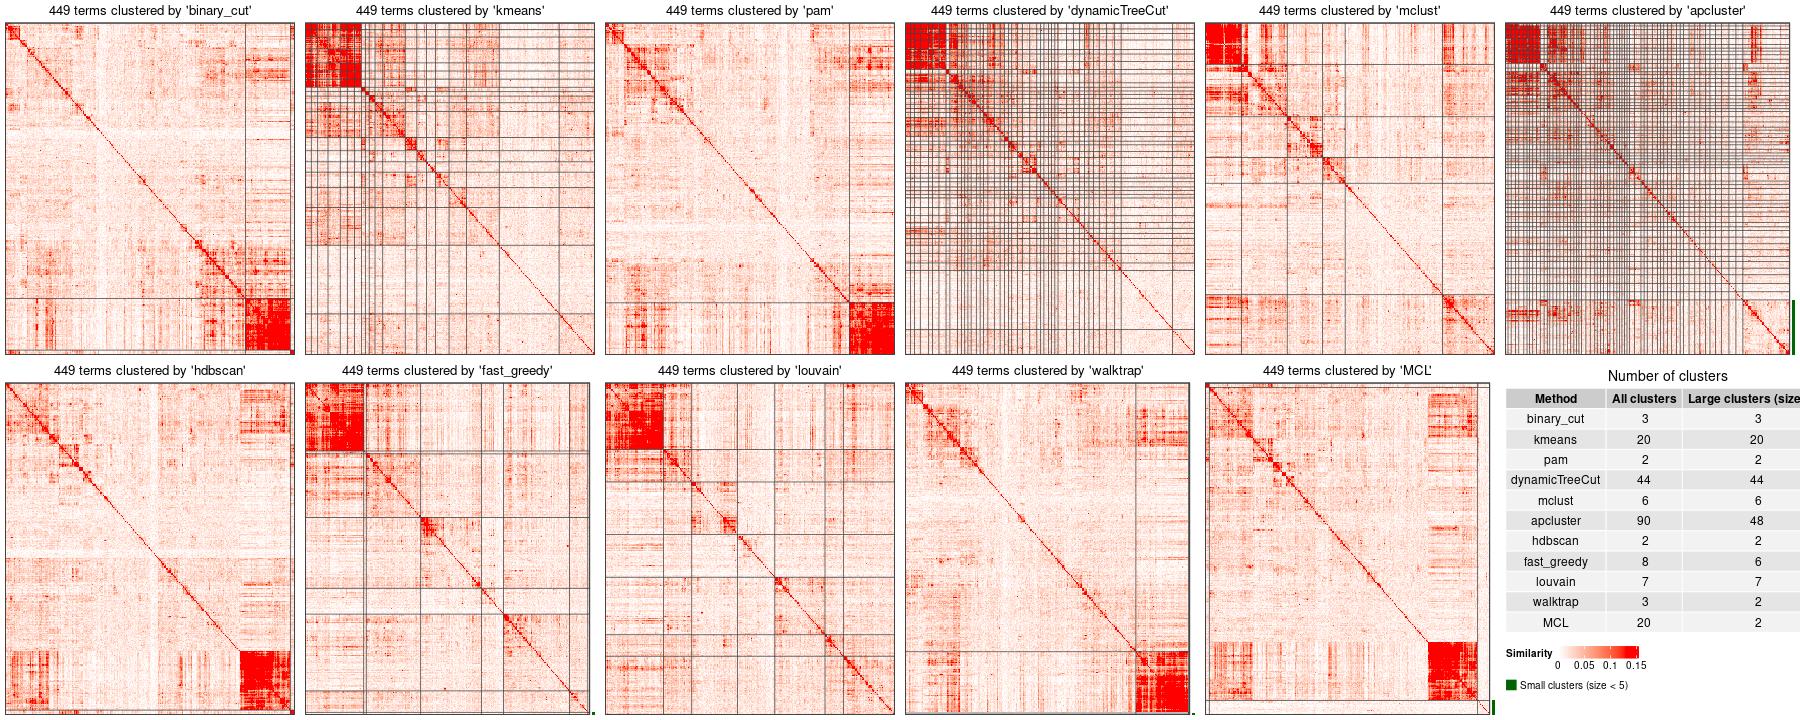 449 terms clustered by 'binary_cut'
449 terms clustered by 'kmeans'
449 terms clustered by 'pam'
449 terms clustered by 'dynamicTreeCut'
449 terms clustered by 'mclust'
449 terms clustered by 'apcluster'
449 terms clustered by 'hdbscan'
449 terms clustered by 'fast_greedy'
449 terms clustered by 'louvain'
449 terms clustered by 'walktrap'
449 terms clustered by 'MCL'
Number of clusters
Method All clusters Large clusters (size
binary_cut 3 3
kmeans 20 20
pam 2 2
dynamicTreeCut 44 44
mclust 6 6
apcluster 90 48
hdbscan 2 2
fast_greedy 8 6
louvain 7 7
walktrap 3 2
MCL 20 2
Similarity
0 0.05 0.1 0.15
Small clusters (size < 5)